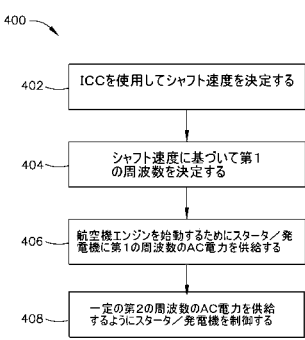 400
402
ICCを使用してシャフト速度を決定する
404
シャフト速度に基づいて第1
の周波数を決定する
406
航空機エンジンを始動するためにスタータ／発
電機に第1の周波数のAC電力を供給する
408
一定の第2の周波数のAC電力を供給
するようにスタータ／発電機を制御する